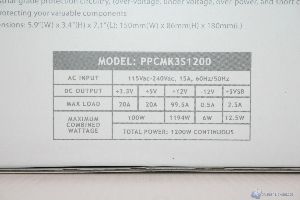 trial grade protection circuitry, (over-voltage, under voltage, over-power, and short c
protecting your valuable components
ensions: 5.9"(W) x 3.4"(H) x 7.1"(L); 150mm(W) x 86mm(H) x 180mm(L)
MODEL: PPCMK3S1200
AC INPUT 115Vac-240Vac, 15A, 60Hz/50Hz
DC OUTPUT +3.3V +5V +12V -12V +5VSB
MAX LOAD 20A 20A 99.5A 0.5A 2.5A
MAXIMUM COMBINED WATTAGE 100W 1194W 6W 12.5W
TOTAL POWER: 1200W CONTINUOUS